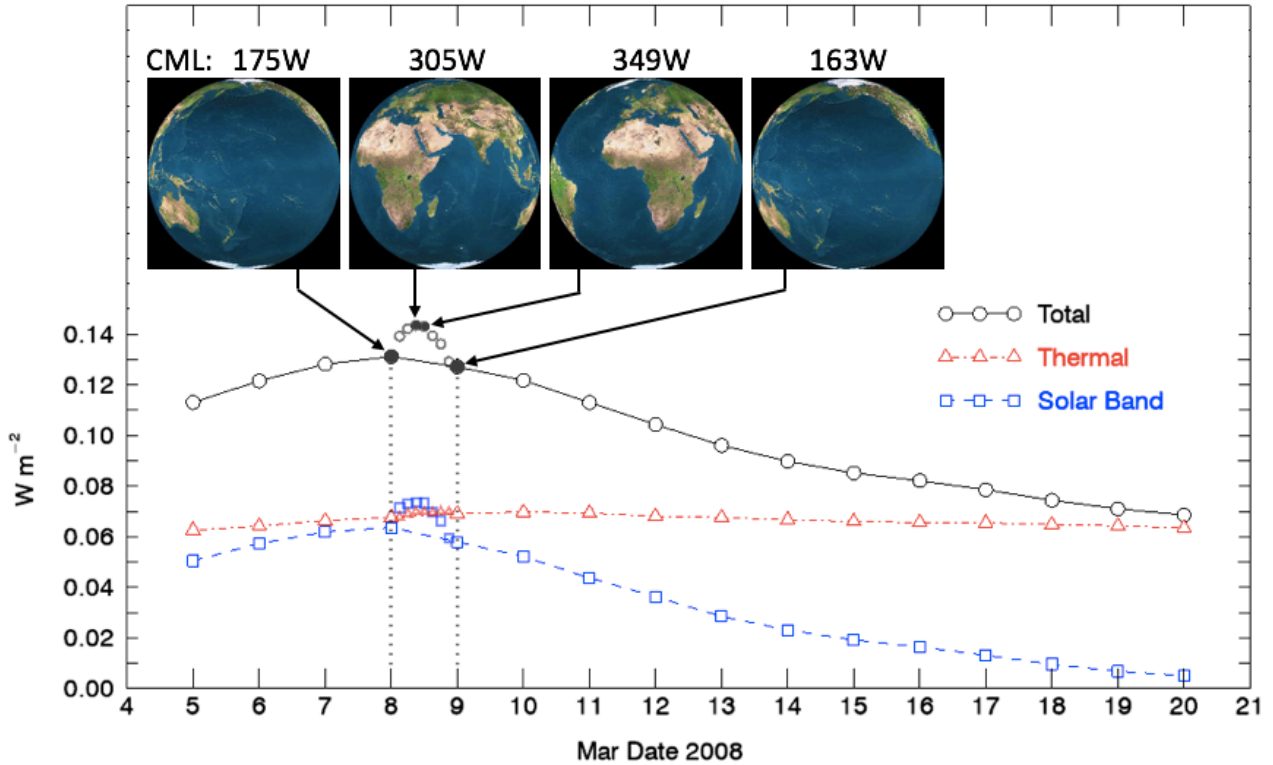 CML: 175W 305W 349W 163W
Total
Thermal
Solar Band
0.14
0.12
0.10
0.08
0.06
0.04
0.02
0.00
W m−2
4 5 6 7 8 9 10 11 12 13 14 15 16 17 18 19 20 21
Mar Date 2008